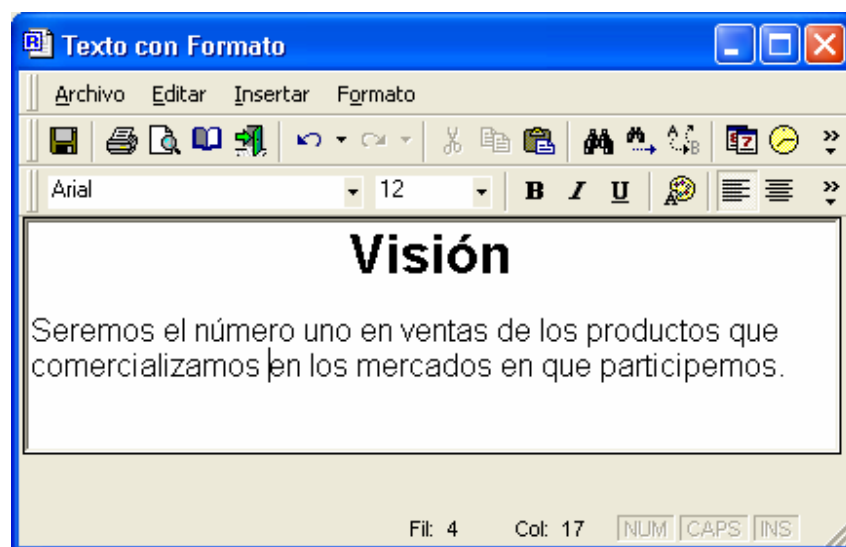 Texto con Formato
Archivo Editar Insertar Formato
Arial 12 B I U
Visión
Seremos el número uno en ventas de los productos que
comercializamos en los mercados en que participemos.
Fil: 4 Col: 17 NUM CAPS INS